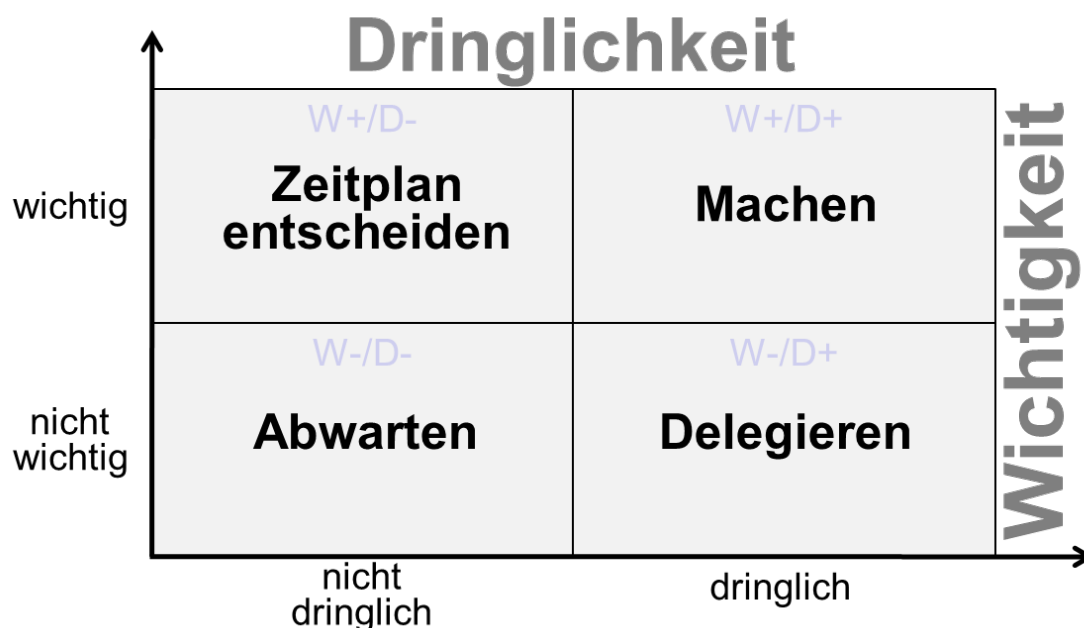 Dringlichkeit
W+/D-
W+/D+
wichtig
Zeitplan
entscheiden
Machen
Wichtigkeit
W-/D-
W-/D+
nicht
wichtig
Abwarten
Delegieren
nicht
dringlich
dringlich